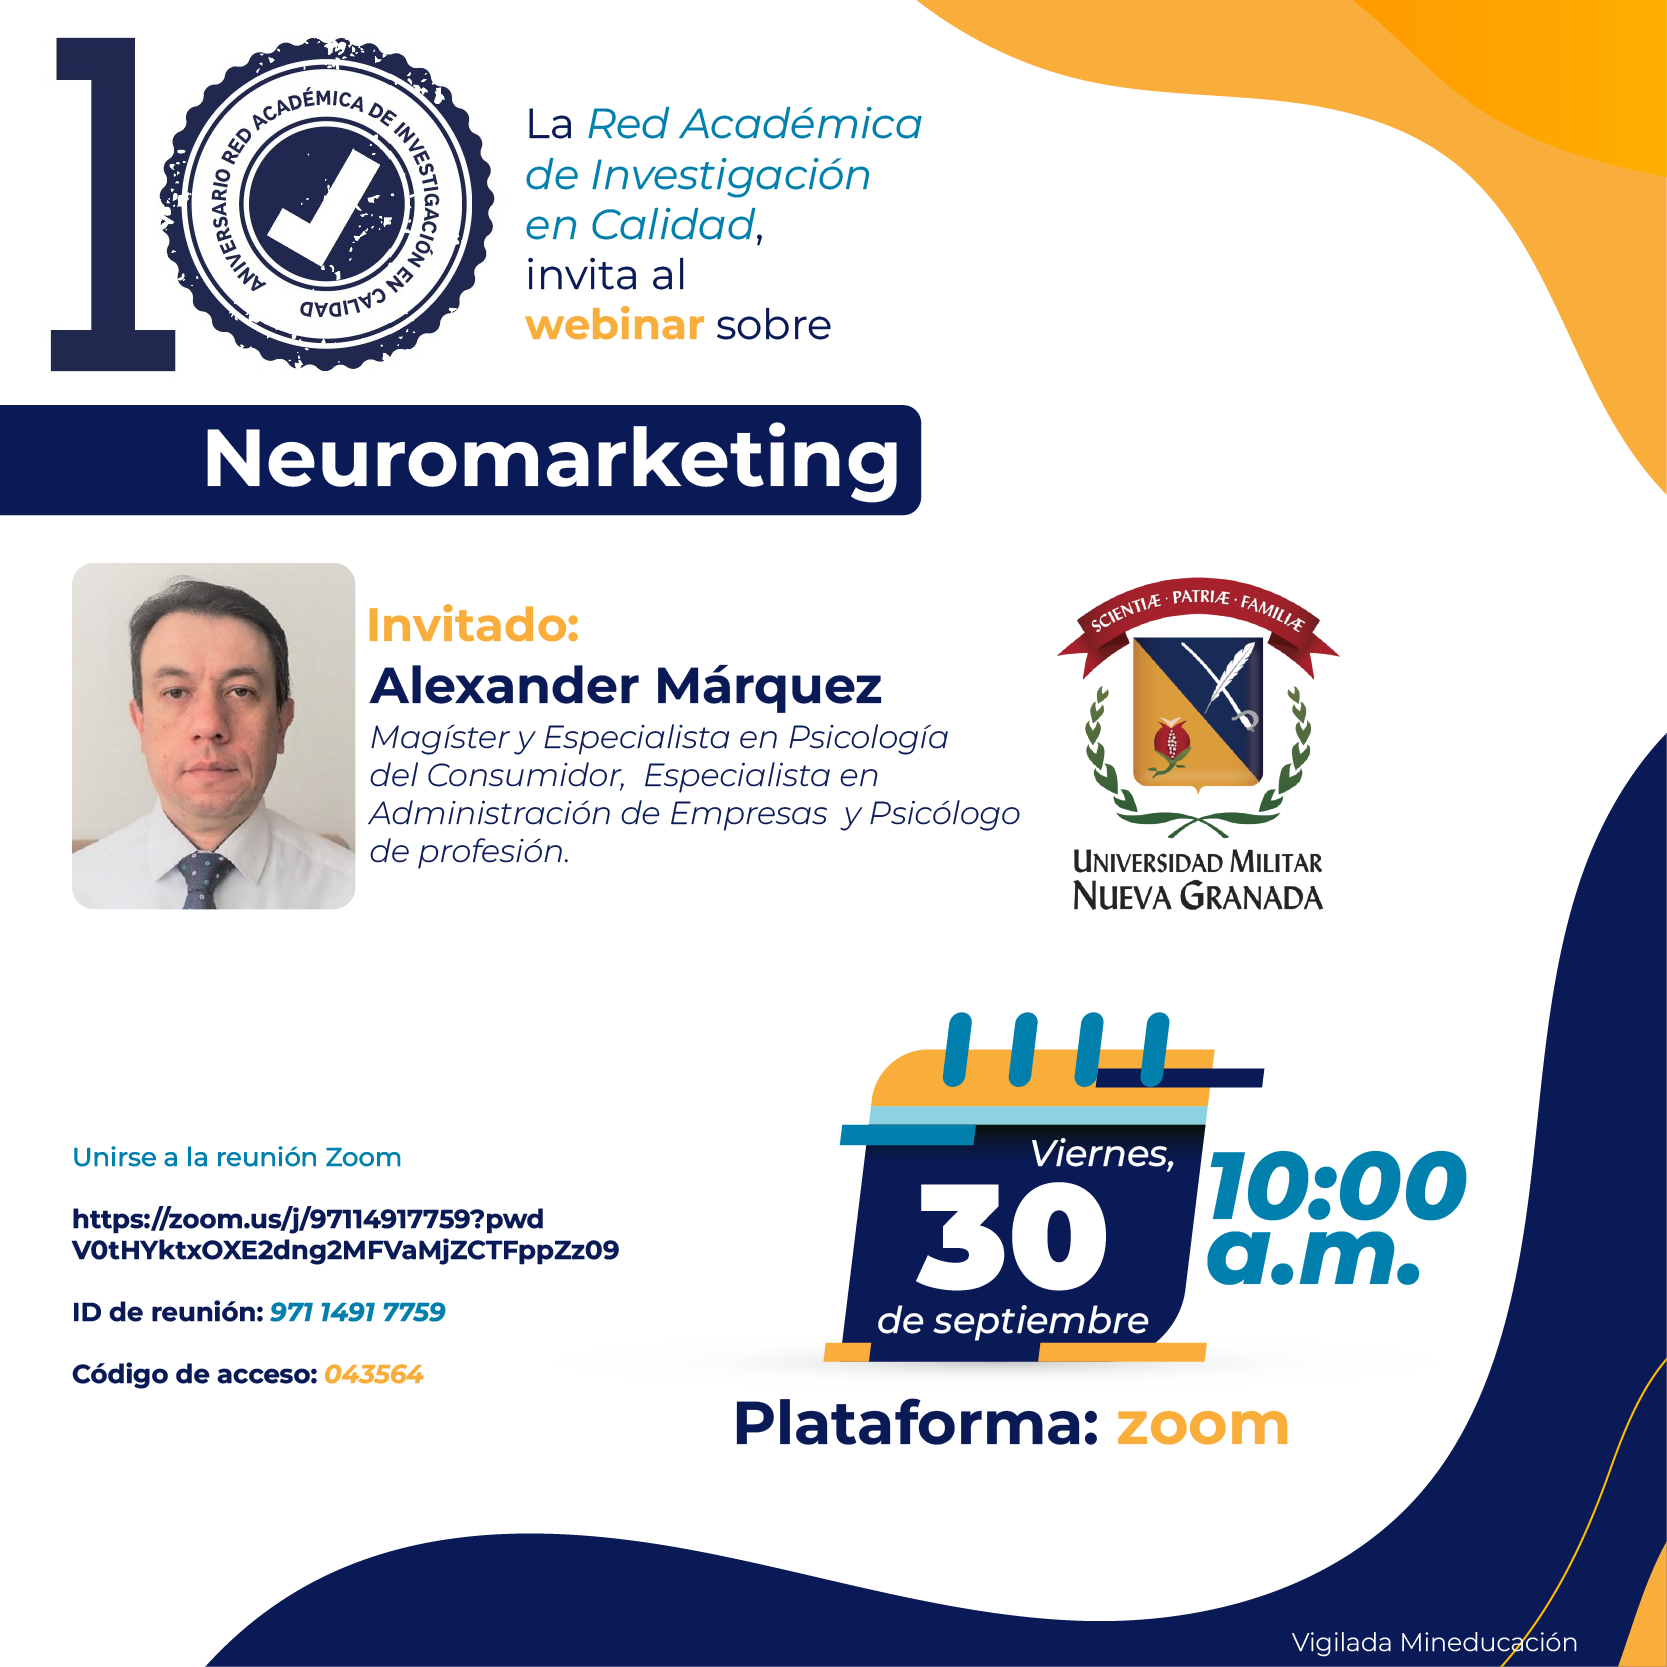 10
ANIVERSARIO RED ACADÉMICA DE INVESTIGACIÓN EN CALIDAD
La Red Académica
de Investigación
en Calidad,
invita al
webinar sobre
Neuromarketing
Invitado:
Alexander Márquez
Magíster y Especialista en Psicología
del Consumidor, Especialista en
Administración de Empresas y Psicólogo
de profesión.
SCIENTIÆ · PATRIÆ · FAMILIÆ
UNIVERSIDAD MILITAR
NUEVA GRANADA
Unirse a la reunión Zoom
https://zoom.us/j/97114917759?pwd
V0tHYktxOXE2dng2MFVaMjZCTFppZz09
ID de reunión: 971 1491 7759
Código de acceso: 043564
Viernes,
30
de septiembre
10:00
a.m.
Plataforma: zoom
Vigilada Mineducación